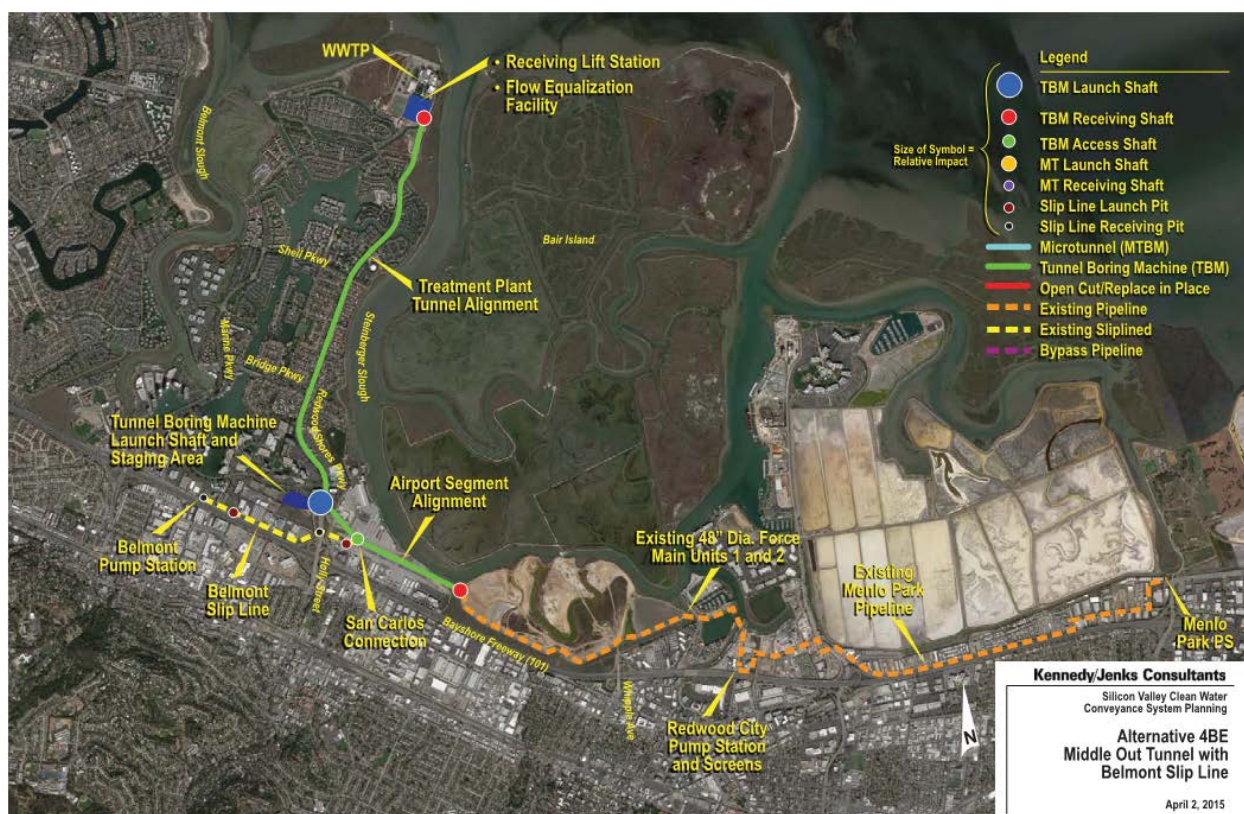 WWTP
• Receiving Lift Station
• Flow Equalization
Facility
Belmont Slough
Bair Island
Shell Pkwy
Treatment Plant
Tunnel Alignment
Steinberger Slough
Marine Pkwy
Bridge Pkwy
Redwood Shores Pkwy
Tunnel Boring Machine
Launch Shaft and
Staging Area
Airport Segment
Alignment
Belmont
Pump Station
Belmont
Slip Line
Holly Street
San Carlos
Connection
Bayshore Freeway (101)
Existing 48" Dia. Force
Main Units 1 and 2
Existing
Menlo Park
Pipeline
Whipple Ave
Redwood City
Pump Station
and Screens
Menlo
Park PS
Legend
Size of Symbol =
Relative Impact
TBM Launch Shaft
TBM Receiving Shaft
TBM Access Shaft
MT Launch Shaft
MT Receiving Shaft
Slip Line Launch Pit
Slip Line Receiving Pit
Microtunnel (MTBM)
Tunnel Boring Machine (TBM)
Open Cut/Replace in Place
Existing Pipeline
Existing Sliplined
Bypass Pipeline
N
Kennedy/Jenks Consultants
Silicon Valley Clean Water
Conveyance System Planning
Alternative 4BE
Middle Out Tunnel with
Belmont Slip Line
April 2, 2015